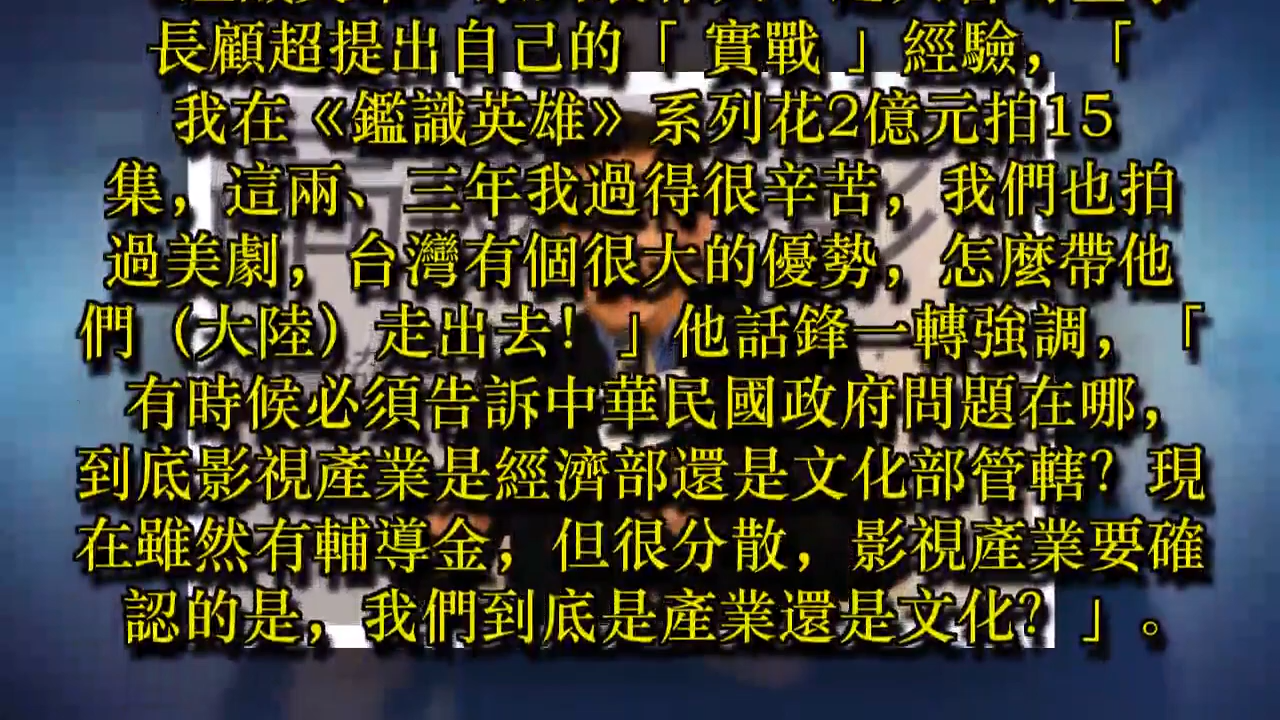 長顧超提出自己的「 實戰 」經驗，「
我在《鑑識英雄》系列花2億元拍15
集，這兩、三年我過得很辛苦，我們也拍
過美劇，台灣有個很大的優勢，怎麼帶他
們（大陸）走出去！」他話鋒一轉強調，「
有時候必須告訴中華民國政府問題在哪，
到底影視產業是經濟部還是文化部管轄？現
在雖然有輔導金，但很分散，影視產業要確
認的是，我們到底是產業還是文化？」。